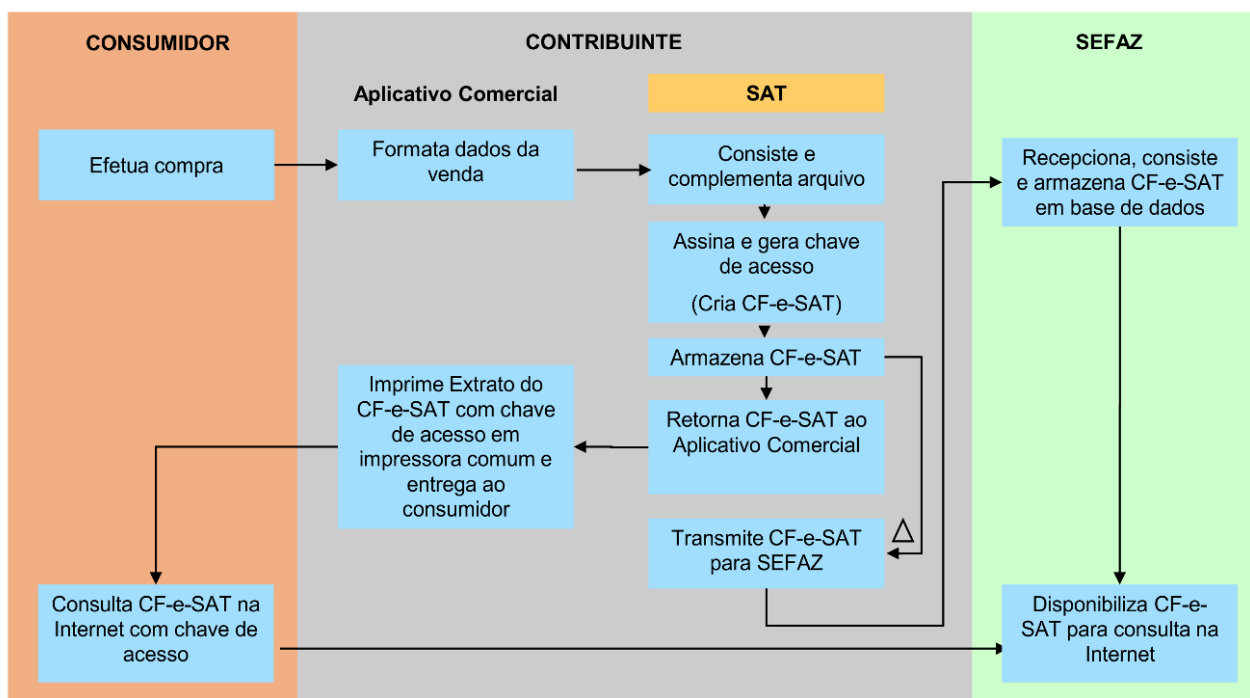 CONSUMIDOR
CONTRIBUINTE
SEFAZ
Aplicativo Comercial
SAT
Efetua compra
Formata dados da
venda
Consiste e
complementa arquivo
Recepciona, consiste
e armazena CF-e-SAT
em base de dados
Assina e gera chave
de acesso
(Cria CF-e-SAT)
Armazena CF-e-SAT
Imprime Extrato do
CF-e-SAT com chave
de acesso em
impressora comum e
entrega ao
consumidor
Retorna CF-e-SAT ao
Aplicativo Comercial
Transmite CF-e-SAT
para SEFAZ
Consulta CF-e-SAT na
Internet com chave de
acesso
Disponibiliza CF-e-
SAT para consulta na
Internet